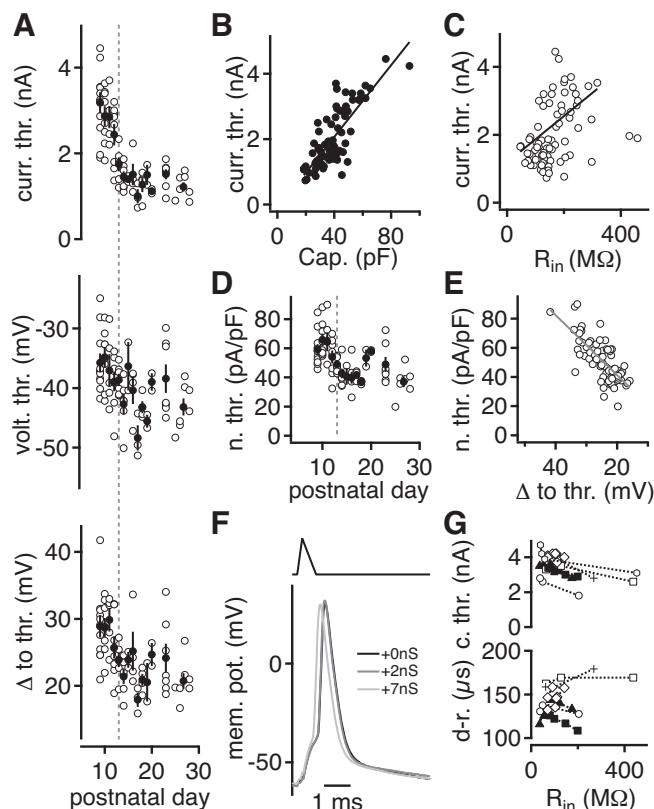 A
curr. thr. (nA)
4
2
0
volt. thr. (mV)
-30
-40
-50
Δ to thr. (mV)
40
30
20
10 20 30
postnatal day
B
curr. thr. (nA)
4
2
0
0 40 80
Cap. (pF)
C
curr. thr. (nA)
4
2
0
0 400
Rin (MΩ)
D
n. thr. (pA/pF)
80
60
40
20
0
10 20 30
postnatal day
E
n. thr. (pA/pF)
80
60
40
20
0
40 20
Δ to thr. (mV)
F
mem. pot. (mV)
0
-50
+0nS
+2nS
+7nS
1 ms
G
c. thr. (nA)
4
2
0
d-r. (µs)
200
150
100
0 400
Rin (MΩ)